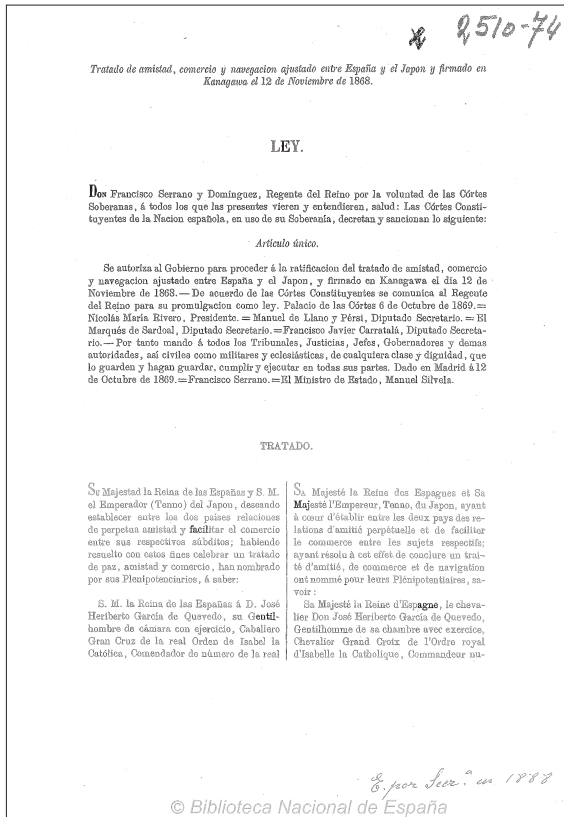 2510-74
Tratado de amistad, comercio y navegacion ajustado entre España y el Japon y firmado en
Kanagawa el 12 de Noviembre de 1868.
LEY.
DON Francisco Serrano y Dominguez, Regente del Reino por la voluntad de las Córtes
Soberanas, á todos los que las presentes vieren y entendieren, salud: Las Córtes Consti-
tuyentes de la Nacion española, en uso de su Soberanía, decretan y sancionan lo siguiente:
Artículo único.
Se autoriza al Gobierno para proceder á la ratificacion del tratado de amistad, comercio
y navegacion ajustado entre España y el Japon, y firmado en Kanagawa el dia 12 de
Noviembre de 1868.—De acuerdo de las Córtes Constituyentes se comunica al Regente
del Reino para su promulgacion como ley. Palacio de las Córtes 6 de Octubre de 1869.=
Nicolás María Rivero, Presidente.=Manuel de Llano y Pérsi, Diputado Secretario.=El
Marqués de Sardoal, Diputado Secretario.=Francisco Javier Carratalá, Diputado Secreta-
rio.—Por tanto mando á todos los Tribunales, Justicias, Jefes, Gobernadores y demas
autoridades, así civiles como militares y eclesiásticas, de cualquiera clase y dignidad, que
lo guarden y hagan guardar, cumplir y ejecutar en todas sus partes. Dado en Madrid á 12
de Octubre de 1869.=Francisco Serrano.=El Ministro de Estado, Manuel Silvela.
TRATADO.
SU Majestad la Reina de las Españas y S. M.
el Emperador (Tenno) del Japon, deseando
establecer entre los dos paises relaciones
de perpetua amistad y facilitar el comercio
entre sus respectivos súbditos; habiendo
resuelto con estos fines celebrar un tratado
de paz, amistad y comercio, han nombrado
por sus Plenipotenciarios, á saber:
S. M. la Reina de las Españas á D. José
Heriberto García de Quevedo, su Gentil-
hombre de cámara con ejercicio, Caballero
Gran Cruz de la real Orden de Isabel la
Católica, Comendador de número de la real
SA Majesté la Reine des Espagnes et Sa
Majesté l'Empereur, Tenno, du Japon, ayant
à cœur d'établir entre les deux pays des re-
lations d'amitié perpétuelle et de faciliter
le commerce entre les sujets respectifs;
ayant résolu à cet effet de conclure un trai-
té d'amitié, de commerce et de navigation
ont nommé pour leurs Plénipotentiaires, sa-
voir :
Sa Majesté la Reine d'Espagne, le cheva-
lier Don José Heriberto García de Quevedo,
Gentilhomme de sa chambre avec exercice,
Chevalier Grand Croix de l'Ordre royal
d'Isabelle la Catholique, Commandeur nu-
E. por Secr.ª en 1888
© Biblioteca Nacional de España